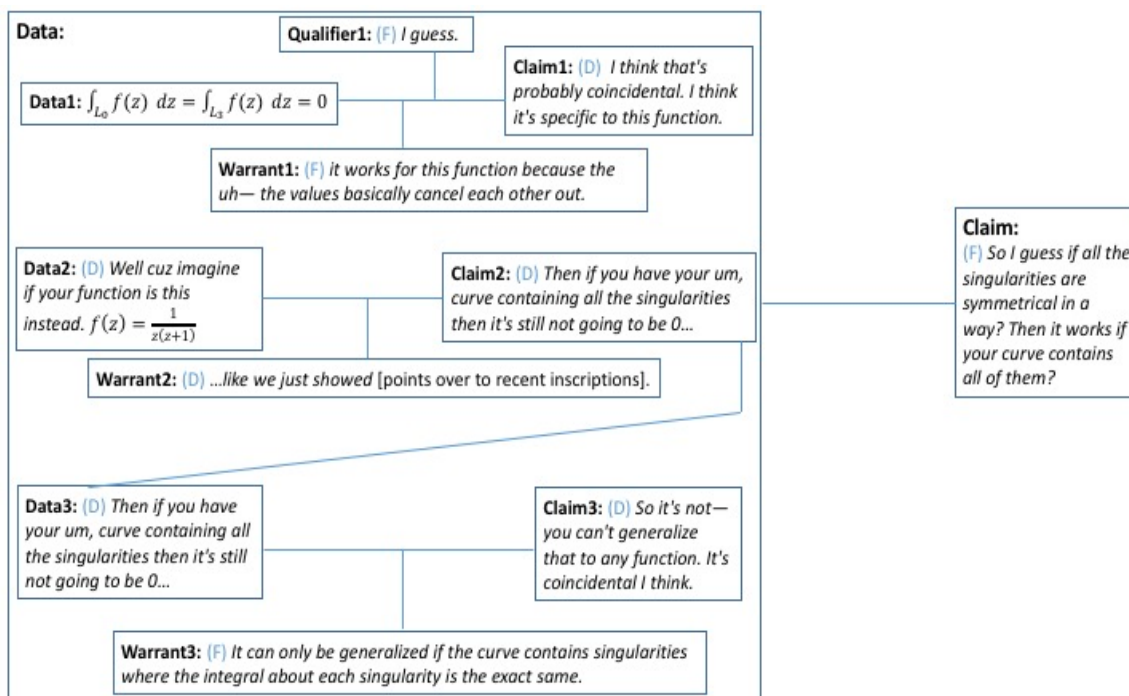 Data:
Qualifier1: (F) I guess.
Data1: ∫_{L₀} f(z) dz = ∫_{L₃} f(z) dz = 0
Claim1: (D) I think that's
probably coincidental. I think
it's specific to this function.
Warrant1: (F) it works for this function because the
uh— the values basically cancel each other out.
Data2: (D) Well cuz imagine
if your function is this
instead. f(z) = 1/(z(z+1))
Claim2: (D) Then if you have your um,
curve containing all the singularities
then it's still not going to be 0...
Warrant2: (D) ...like we just showed [points over to recent inscriptions].
Data3: (D) Then if you have
your um, curve containing all
the singularities then it's still
not going to be 0...
Claim3: (D) So it's not—
you can't generalize
that to any function. It's
coincidental I think.
Warrant3: (F) It can only be generalized if the curve contains singularities
where the integral about each singularity is the exact same.
Claim:
(F) So I guess if all the
singularities are
symmetrical in a
way? Then it works if
your curve contains
all of them?